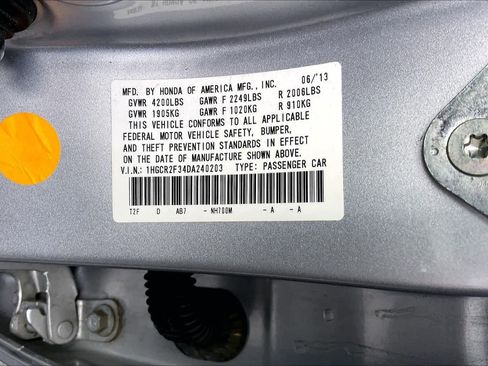 MFD. BY HONDA OF AMERICA MFG., INC. 06/'13
GVWR 4200LBS GAWR F 2249LBS R 2006LBS
GVWR 1905KG GAWR F 1020KG R 910KG
THIS VEHICLE CONFORMS TO ALL APPLICABLE
FEDERAL MOTOR VEHICLE SAFETY, BUMPER,
AND THEFT PREVENTION STANDARDS IN EFFECT
ON THE DATE OF MANUFACTURE SHOWN ABOVE.
V.I.N.: 1HGCR2F34DA240203 TYPE: PASSENGER CAR
T2F D AB7 - NH700M - A - A